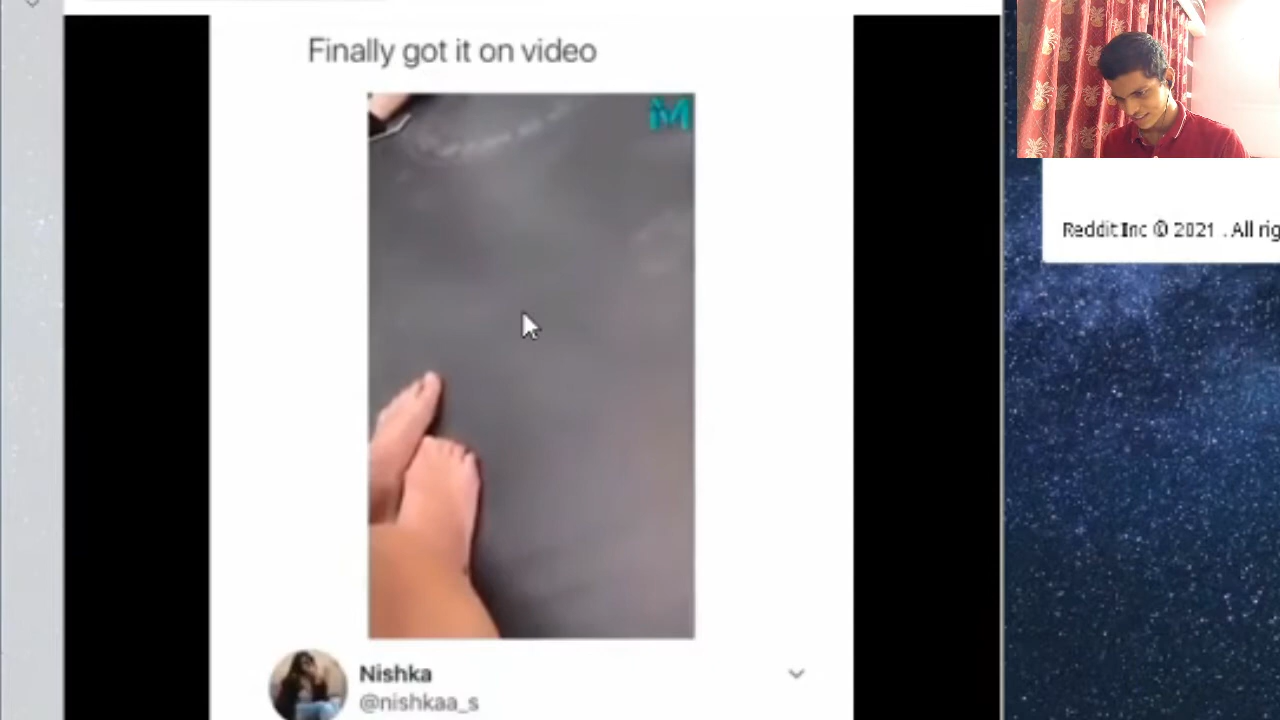 Finally got it on video
M
Reddit Inc © 2021 . All rig
Nishka
@nishkaa_s